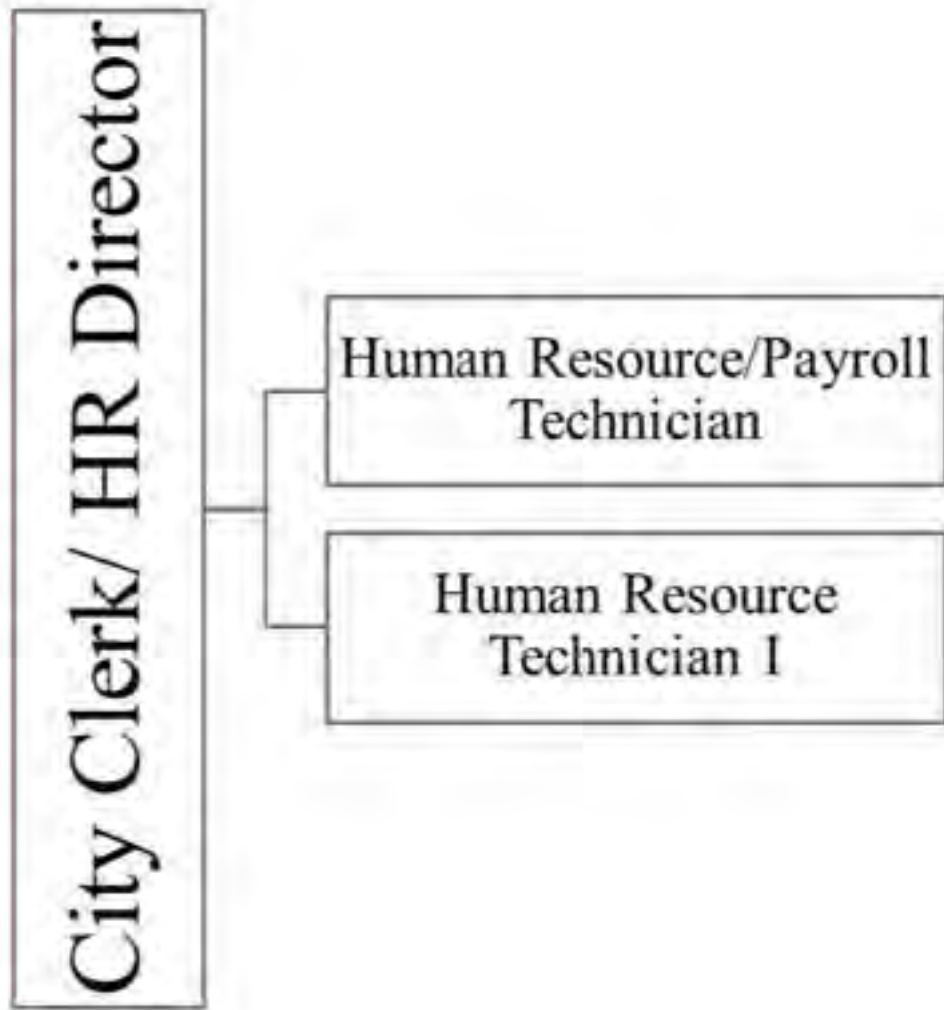 City Clerk/ HR Director
Human Resource/Payroll
Technician
Human Resource
Technician I